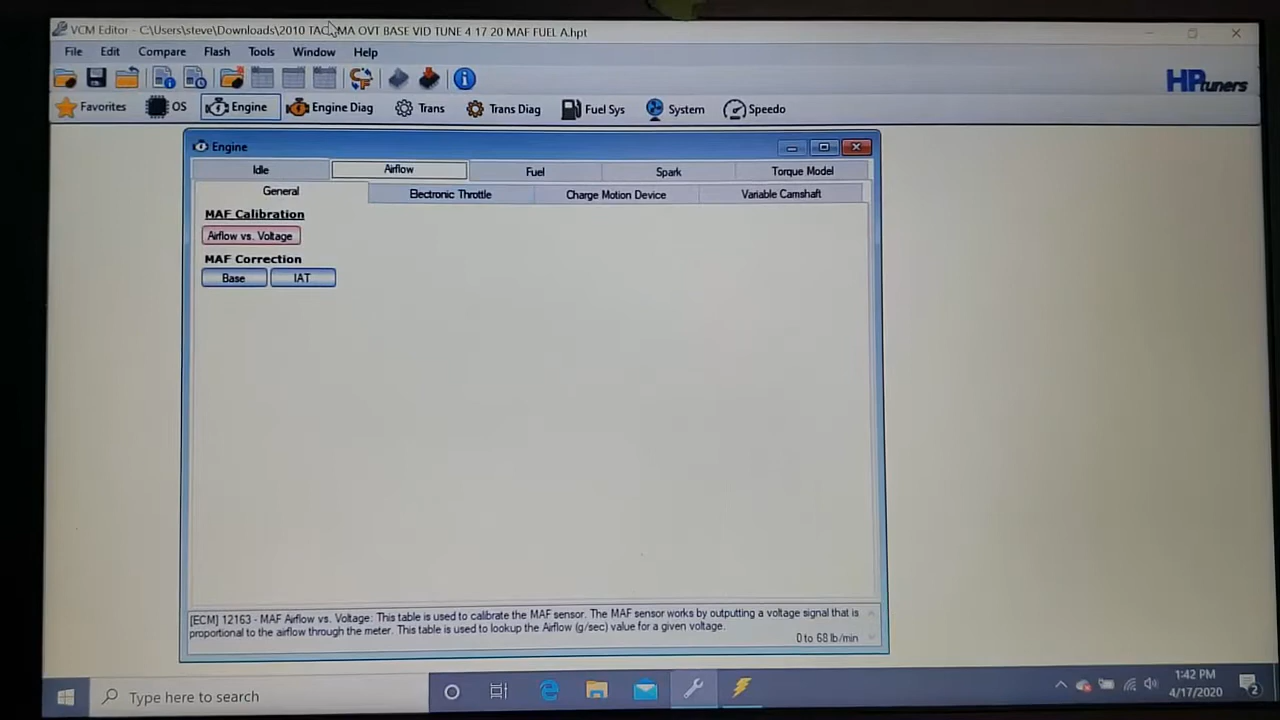 VCM Editor - C:\Users\steve\Downloads\2010 TACOMA OVT BASE VID TUNE 4 17 20 MAF FUEL A.hpt
File Edit Compare Flash Tools Window Help
HPtuners
Favorites OS Engine Engine Diag Trans Trans Diag Fuel Sys System Speedo
Engine
Idle Airflow Fuel Spark Torque Model
General Electronic Throttle Charge Motion Device Variable Camshaft
MAF Calibration
Airflow vs. Voltage
MAF Correction
Base IAT
[ECM] 12163 - MAF Airflow vs. Voltage: This table is used to calibrate the MAF sensor. The MAF sensor works by outputting a voltage signal that is
proportional to the airflow through the meter. This table is used to lookup the Airflow (g/sec) value for a given voltage.
0 to 68 lb/min
Type here to search
1:42 PM
4/17/2020
2